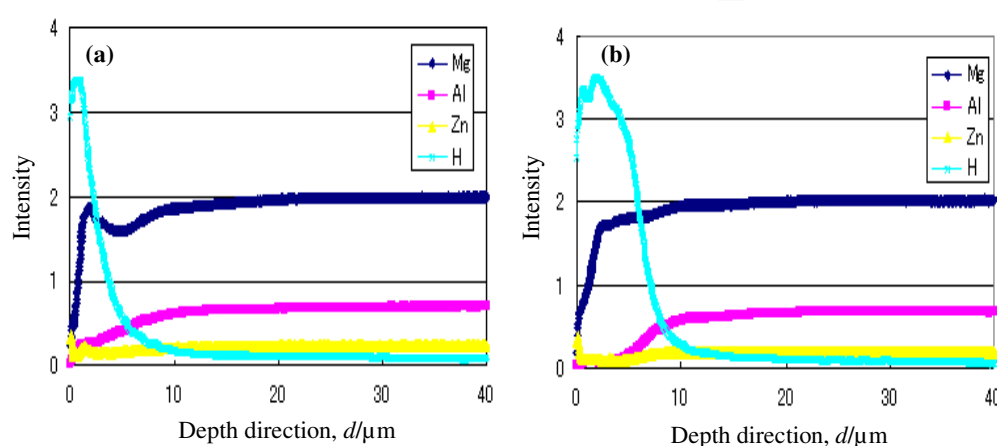 (a)
4
3
2
1
0
Intensity
Mg
Al
Zn
H
0 10 20 30 40
Depth direction, d/µm
(b)
4
3
2
1
0
Intensity
Mg
Al
Zn
H
0 10 20 30 40
Depth direction, d/µm